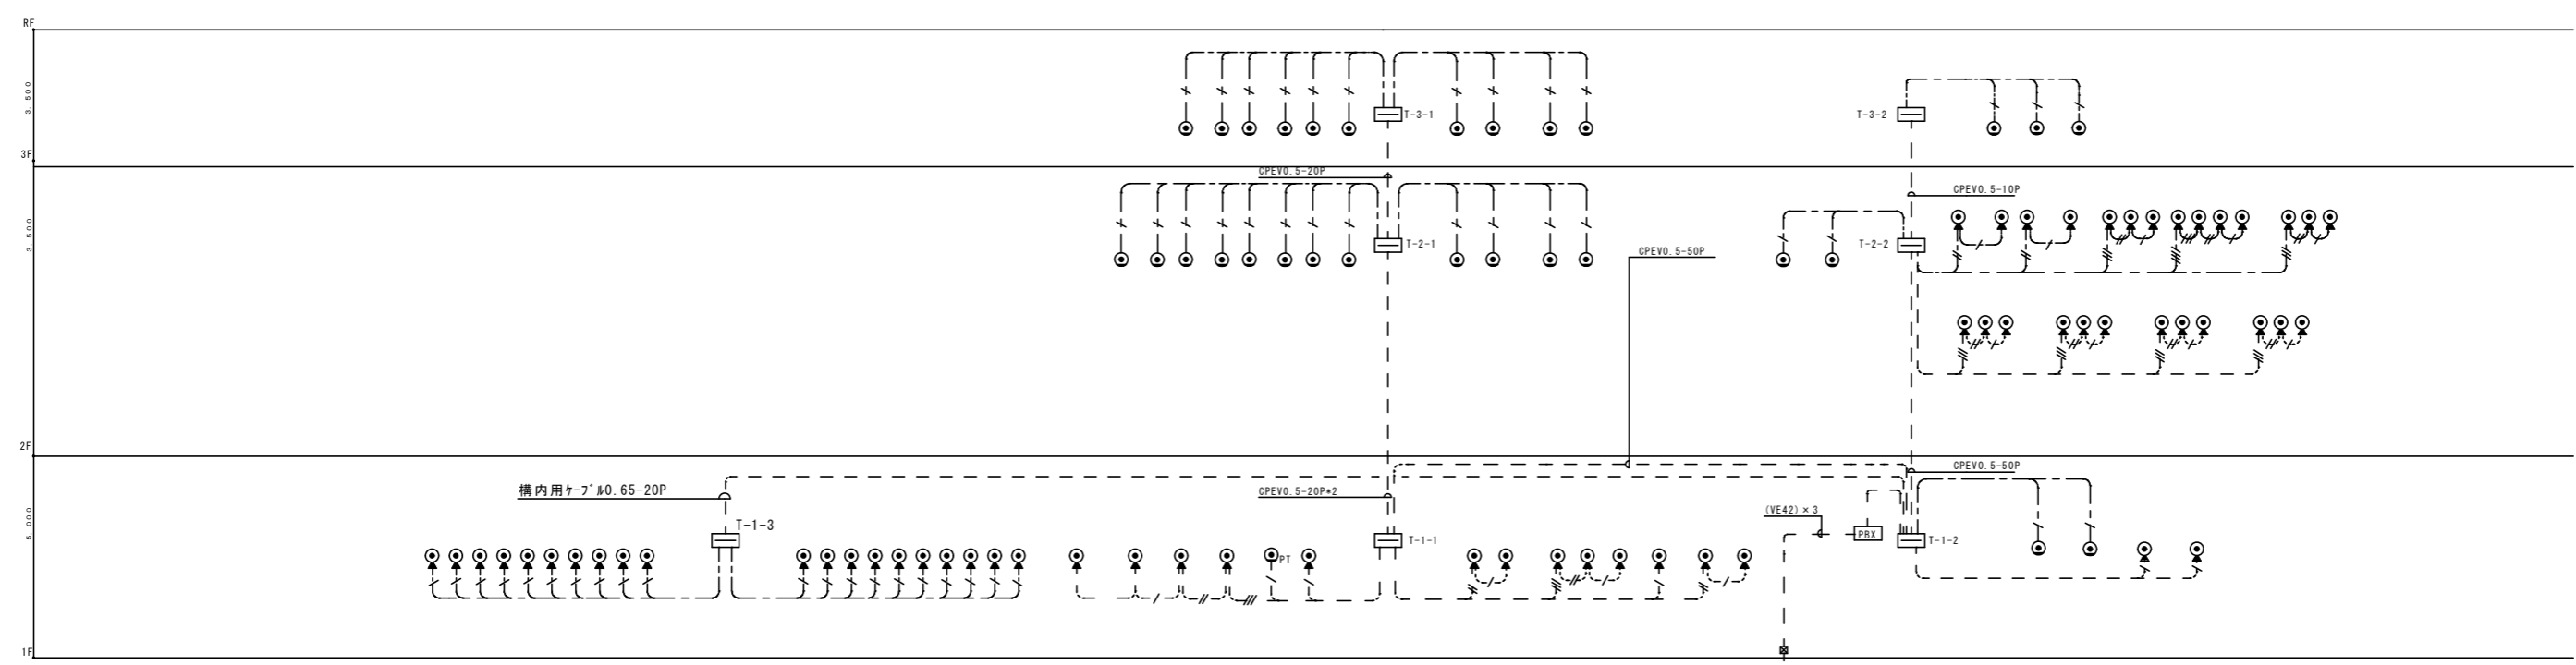 RF
3.500
T-3-1
T-3-2
3F
CPEV0.5-20P
CPEV0.5-10P
3.500
T-2-1
CPEV0.5-50P
T-2-2
2F
CPEV0.5-50P
構内用ケーブル0.65-20P
CPEV0.5-20P*2
(VE42)×3
5.000
T-1-3
T-1-1
PBX
T-1-2
PT
1F